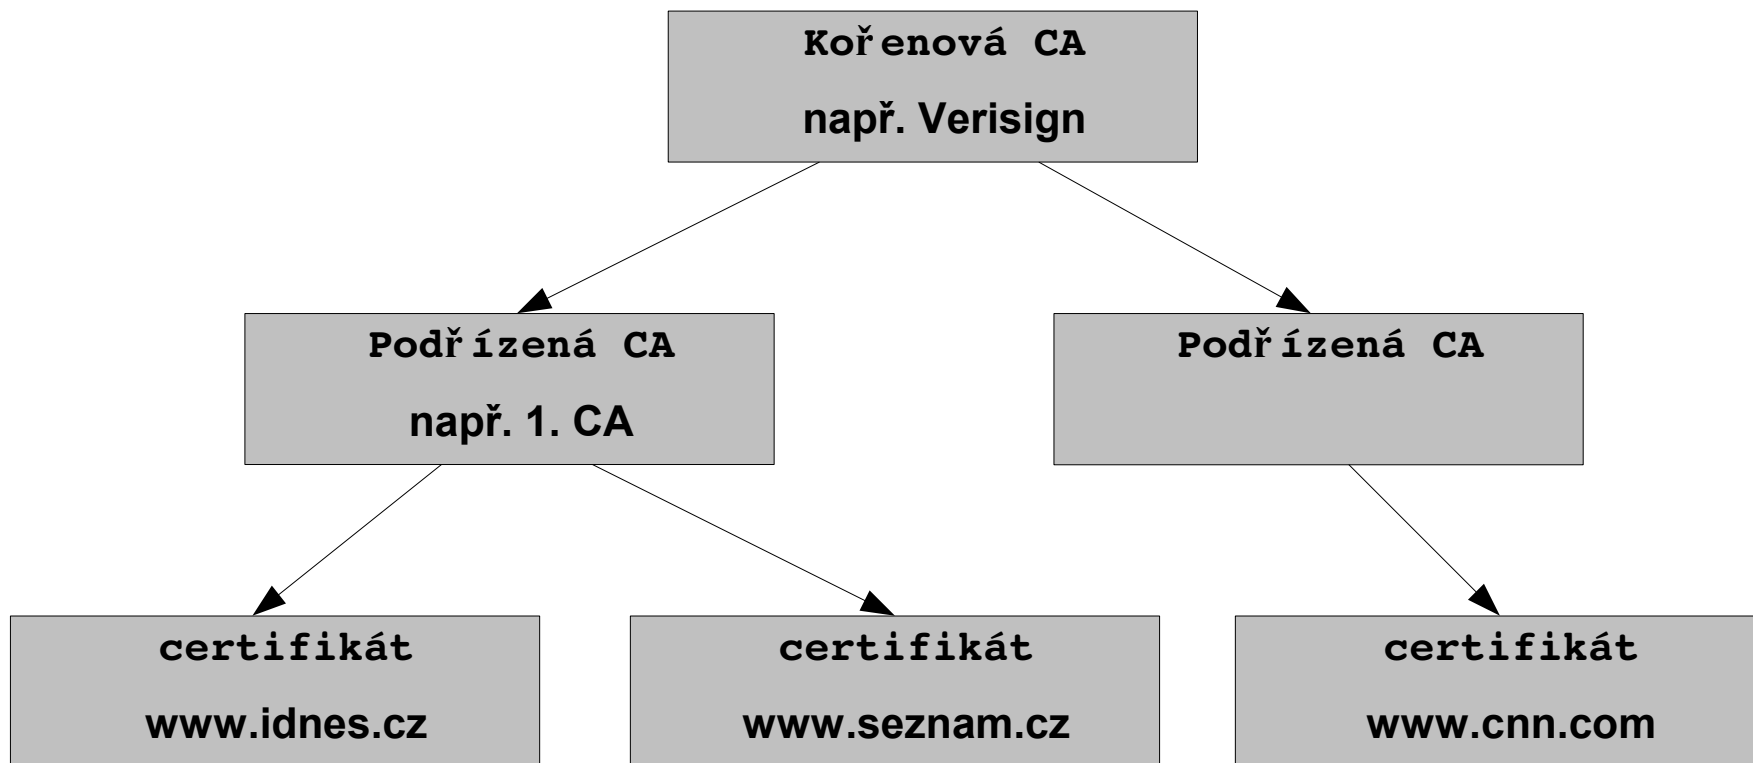 Kořenová CA
např. Verisign
Podřízená CA
např. 1. CA
Podřízená CA
certifikát
www.idnes.cz
certifikát
www.seznam.cz
certifikát
www.cnn.com